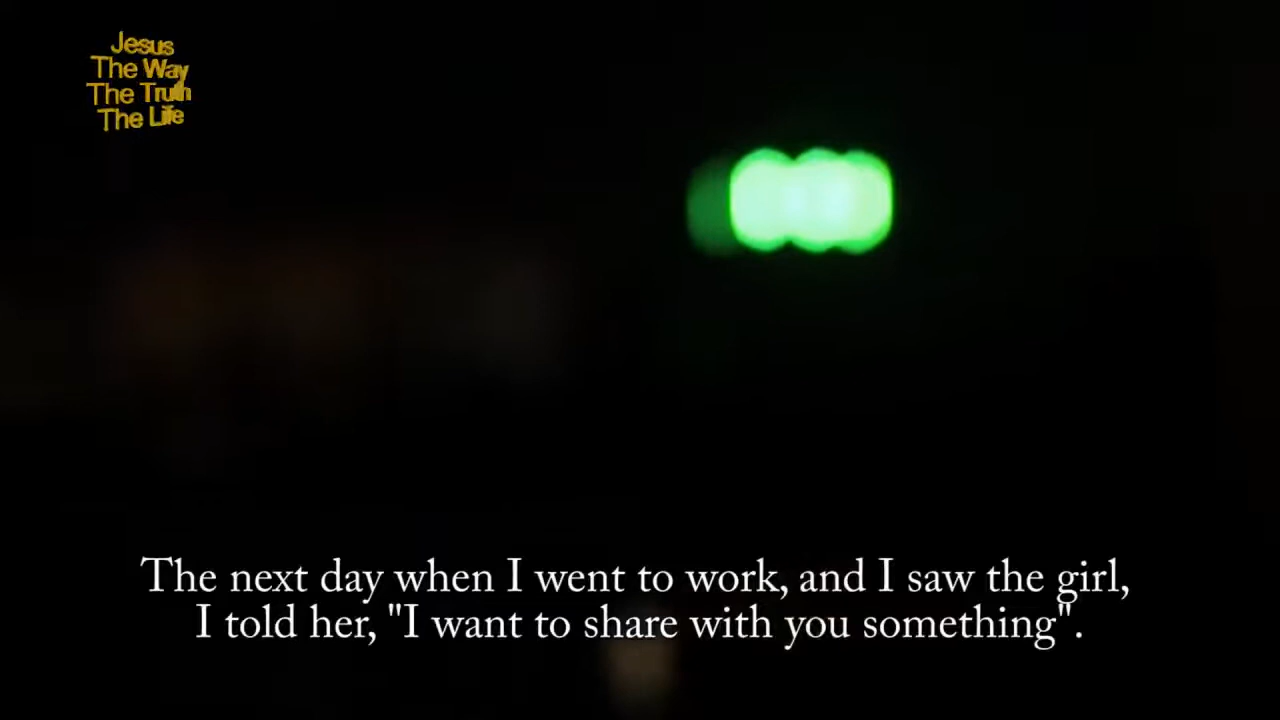 Jesus
The Way
The Truth
The Life
The next day when I went to work, and I saw the girl,
I told her, "I want to share with you something".